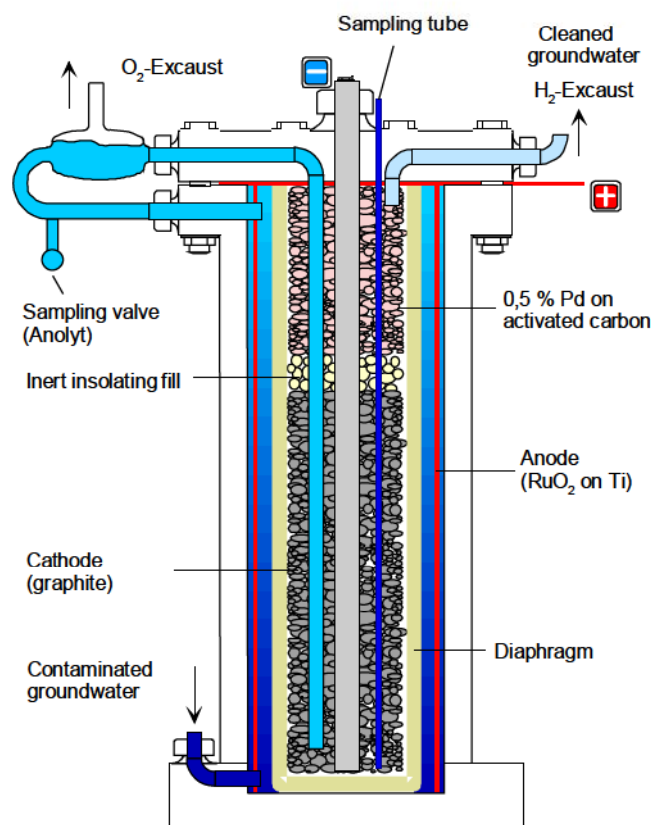 Sampling tube
Cleaned
groundwater
O₂-Excaust
H₂-Excaust
−
+
Sampling valve
(Anolyt)
0,5 % Pd on
activated carbon
Inert insolating fill
Anode
(RuO₂ on Ti)
Cathode
(graphite)
Diaphragm
Contaminated
groundwater